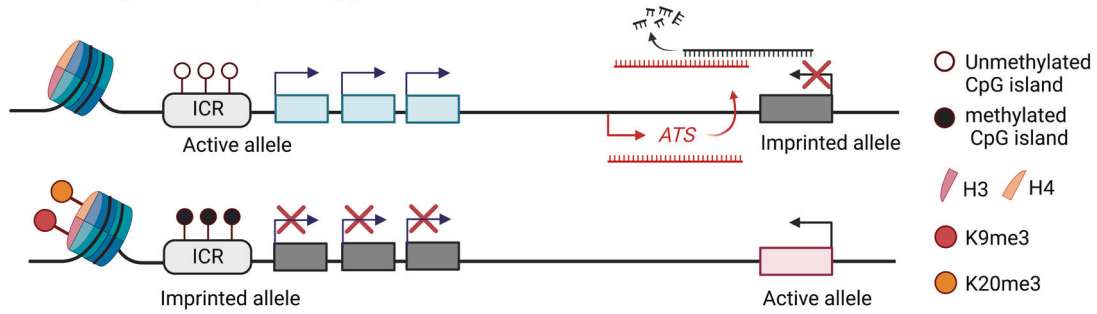 ICR
Active allele
ATS
Imprinted allele
ICR
Imprinted allele
Active allele
Unmethylated
CpG island
methylated
CpG island
H3
H4
K9me3
K20me3